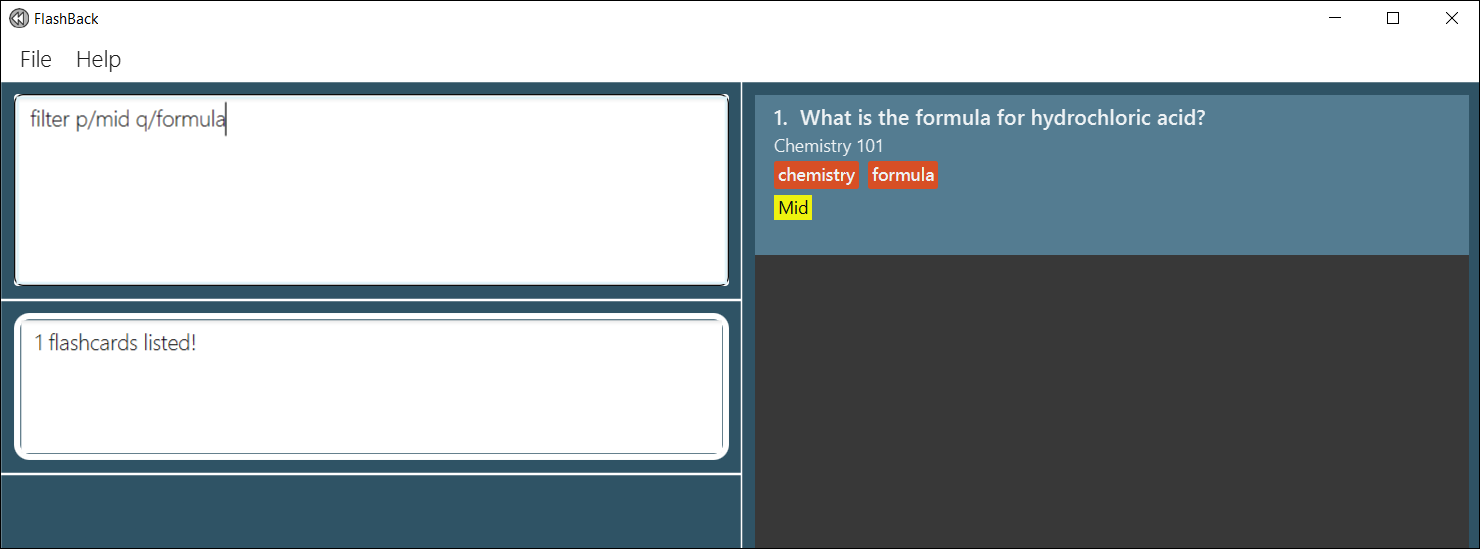 FlashBack
File Help
filter p/mid q/formula
1 flashcards listed!
1. What is the formula for hydrochloric acid?
Chemistry 101
chemistry formula
Mid